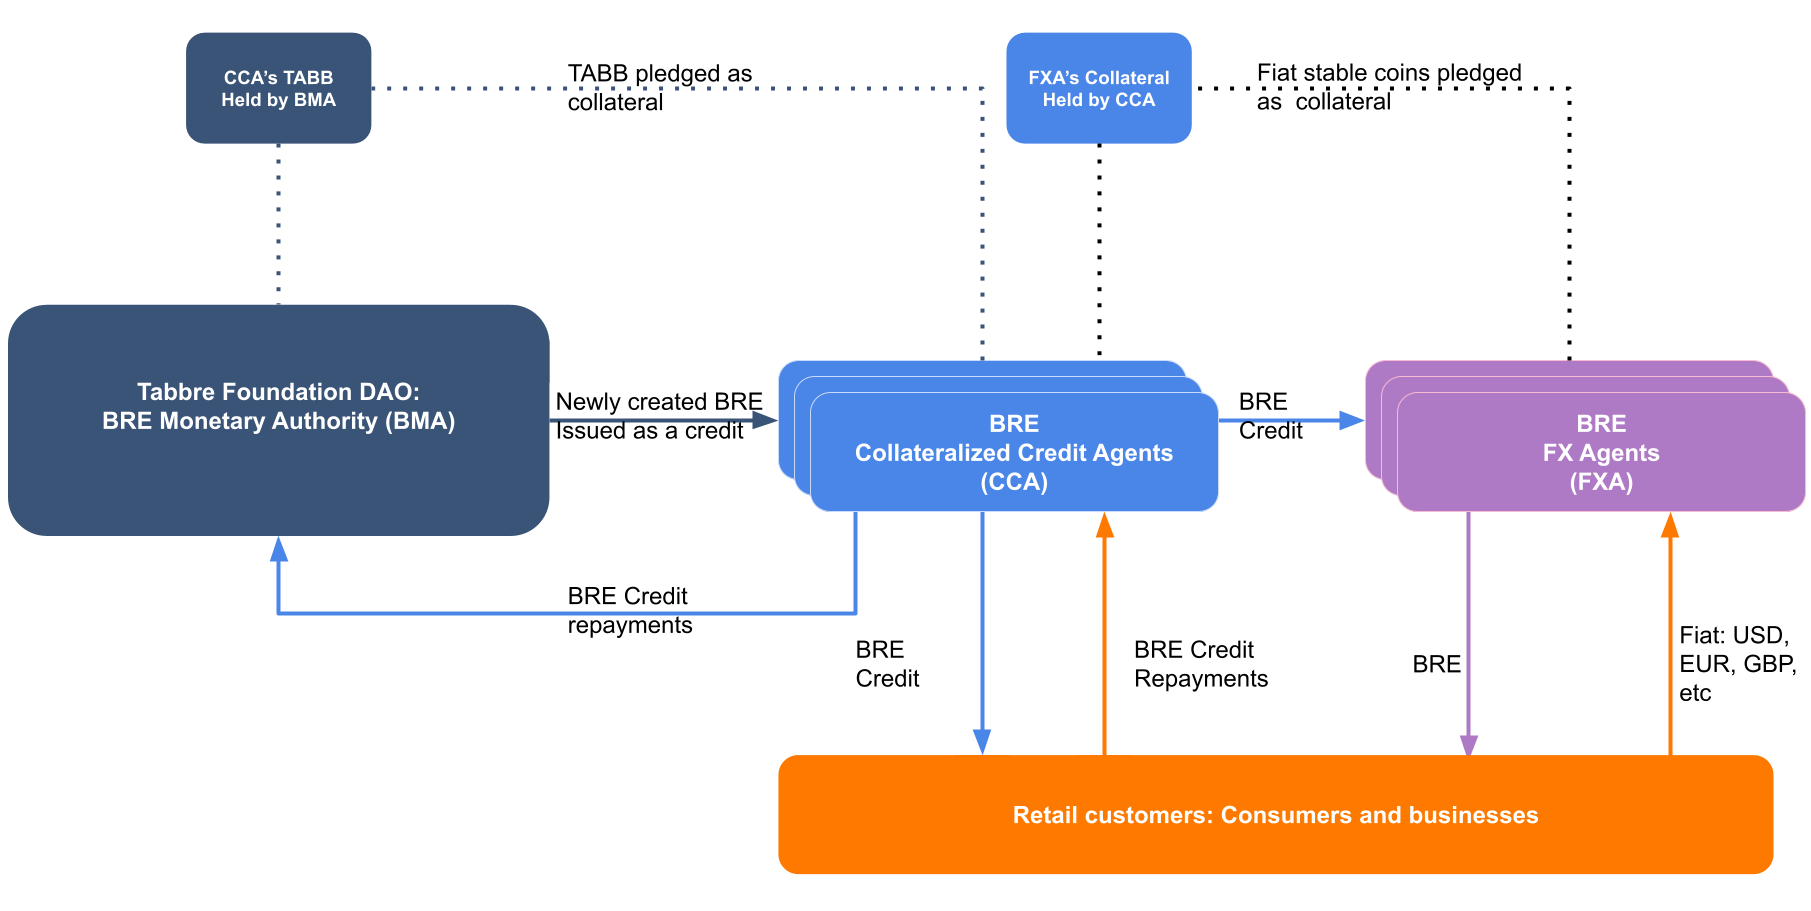 CCA’s TABB
Held by BMA
TABB pledged as
collateral
FXA’s Collateral
Held by CCA
Fiat stable coins pledged
as  collateral
Tabbre Foundation DAO:
BRE Monetary Authority (BMA)
Newly created BRE
Issued as a credit
BRE
Collateralized Credit Agents
(CCA)
BRE
Credit
BRE
FX Agents
(FXA)
BRE Credit
repayments
BRE
Credit
BRE Credit
Repayments
BRE
Fiat: USD,
EUR, GBP,
etc
Retail customers: Consumers and businesses